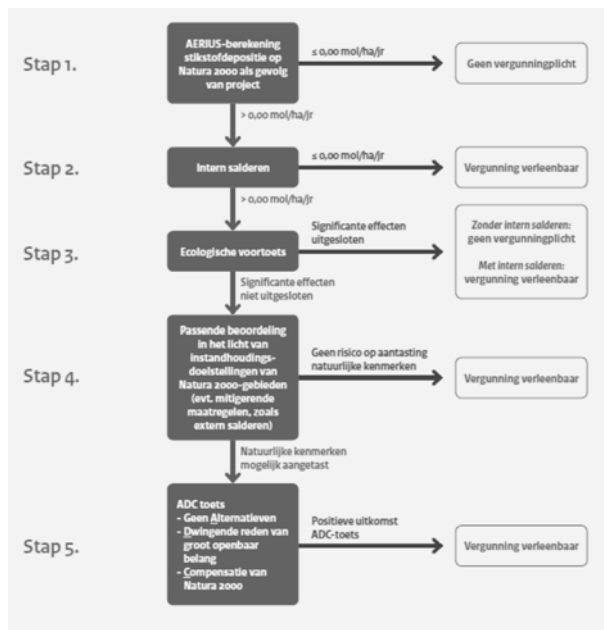 Stap 1.
AERIUS-berekening
stikstofdepositie op
Natura 2000 als gevolg
van project
≤ 0,00 mol/ha/jr
Geen vergunningplicht
> 0,00 mol/ha/jr
Stap 2.
Intern salderen
≤ 0,00 mol/ha/jr
Vergunning verleenbaar
> 0,00 mol/ha/jr
Stap 3.
Ecologische voortoets
Significante effecten
uitgesloten
Zonder intern salderen:
geen vergunningplicht
Met intern salderen:
vergunning verleenbaar
Significante effecten
niet uitgesloten
Stap 4.
Passende beoordeling
in het licht van
instandhoudings-
doelstellingen van
Natura 2000-gebieden
(evt. mitigerende
maatregelen, zoals
extern salderen)
Geen risico op aantasting
natuurlijke kenmerken
Vergunning verleenbaar
Natuurlijke kenmerken
mogelijk aangetast
Stap 5.
ADC toets
- Geen Alternatieven
- Dwingende reden van
groot openbaar
belang
- Compensatie van
Natura 2000
Positieve uitkomst
ADC-toets
Vergunning verleenbaar